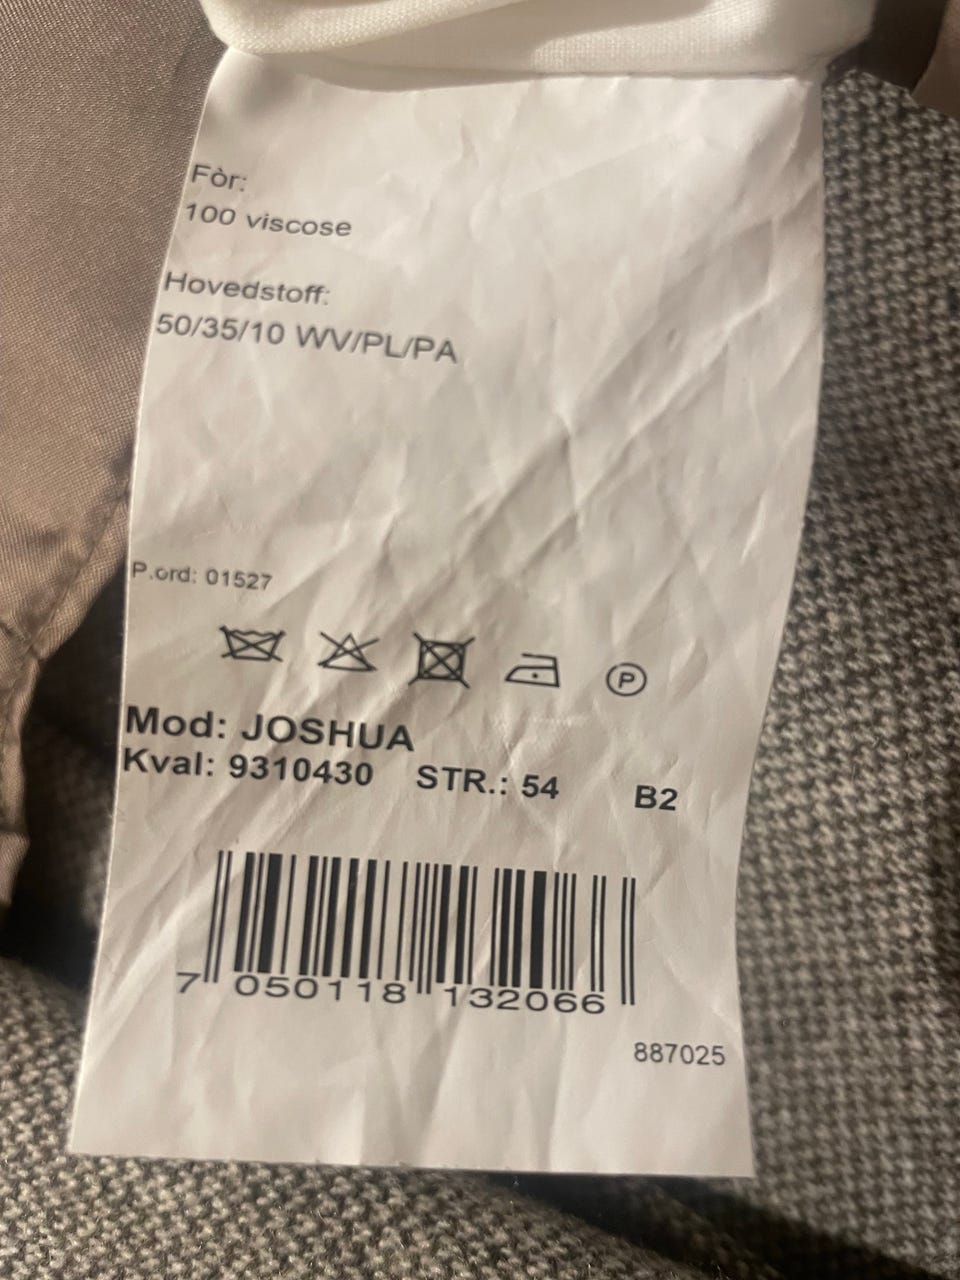 Fòr:
100 viscose
Hovedstoff:
50/35/10 WV/PL/PA
P.ord: 01527
P
Mod: JOSHUA
Kval: 9310430 STR.: 54 B2
7 050118 132066
887025